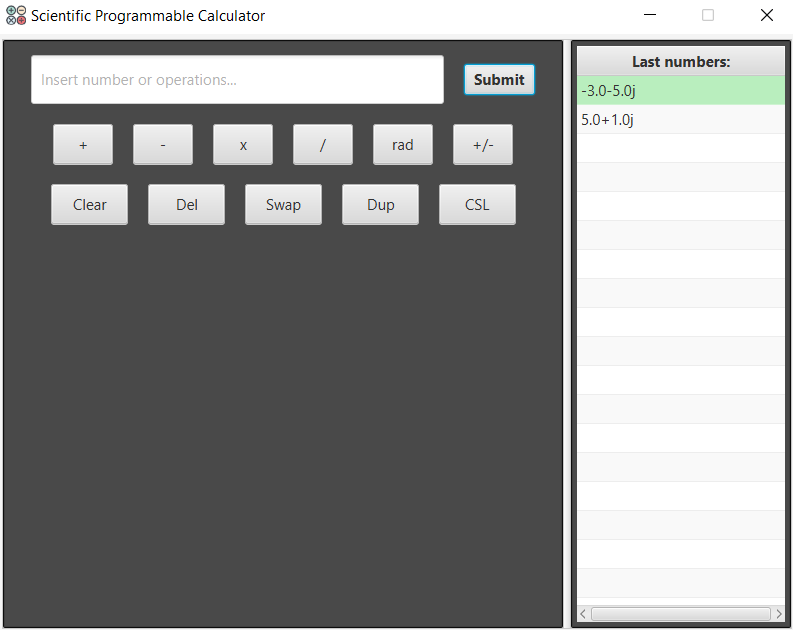 Scientific Programmable Calculator
Insert number or operations...
Submit
+ - x / rad +/-
Clear Del Swap Dup CSL
Last numbers:
-3.0-5.0j
5.0+1.0j